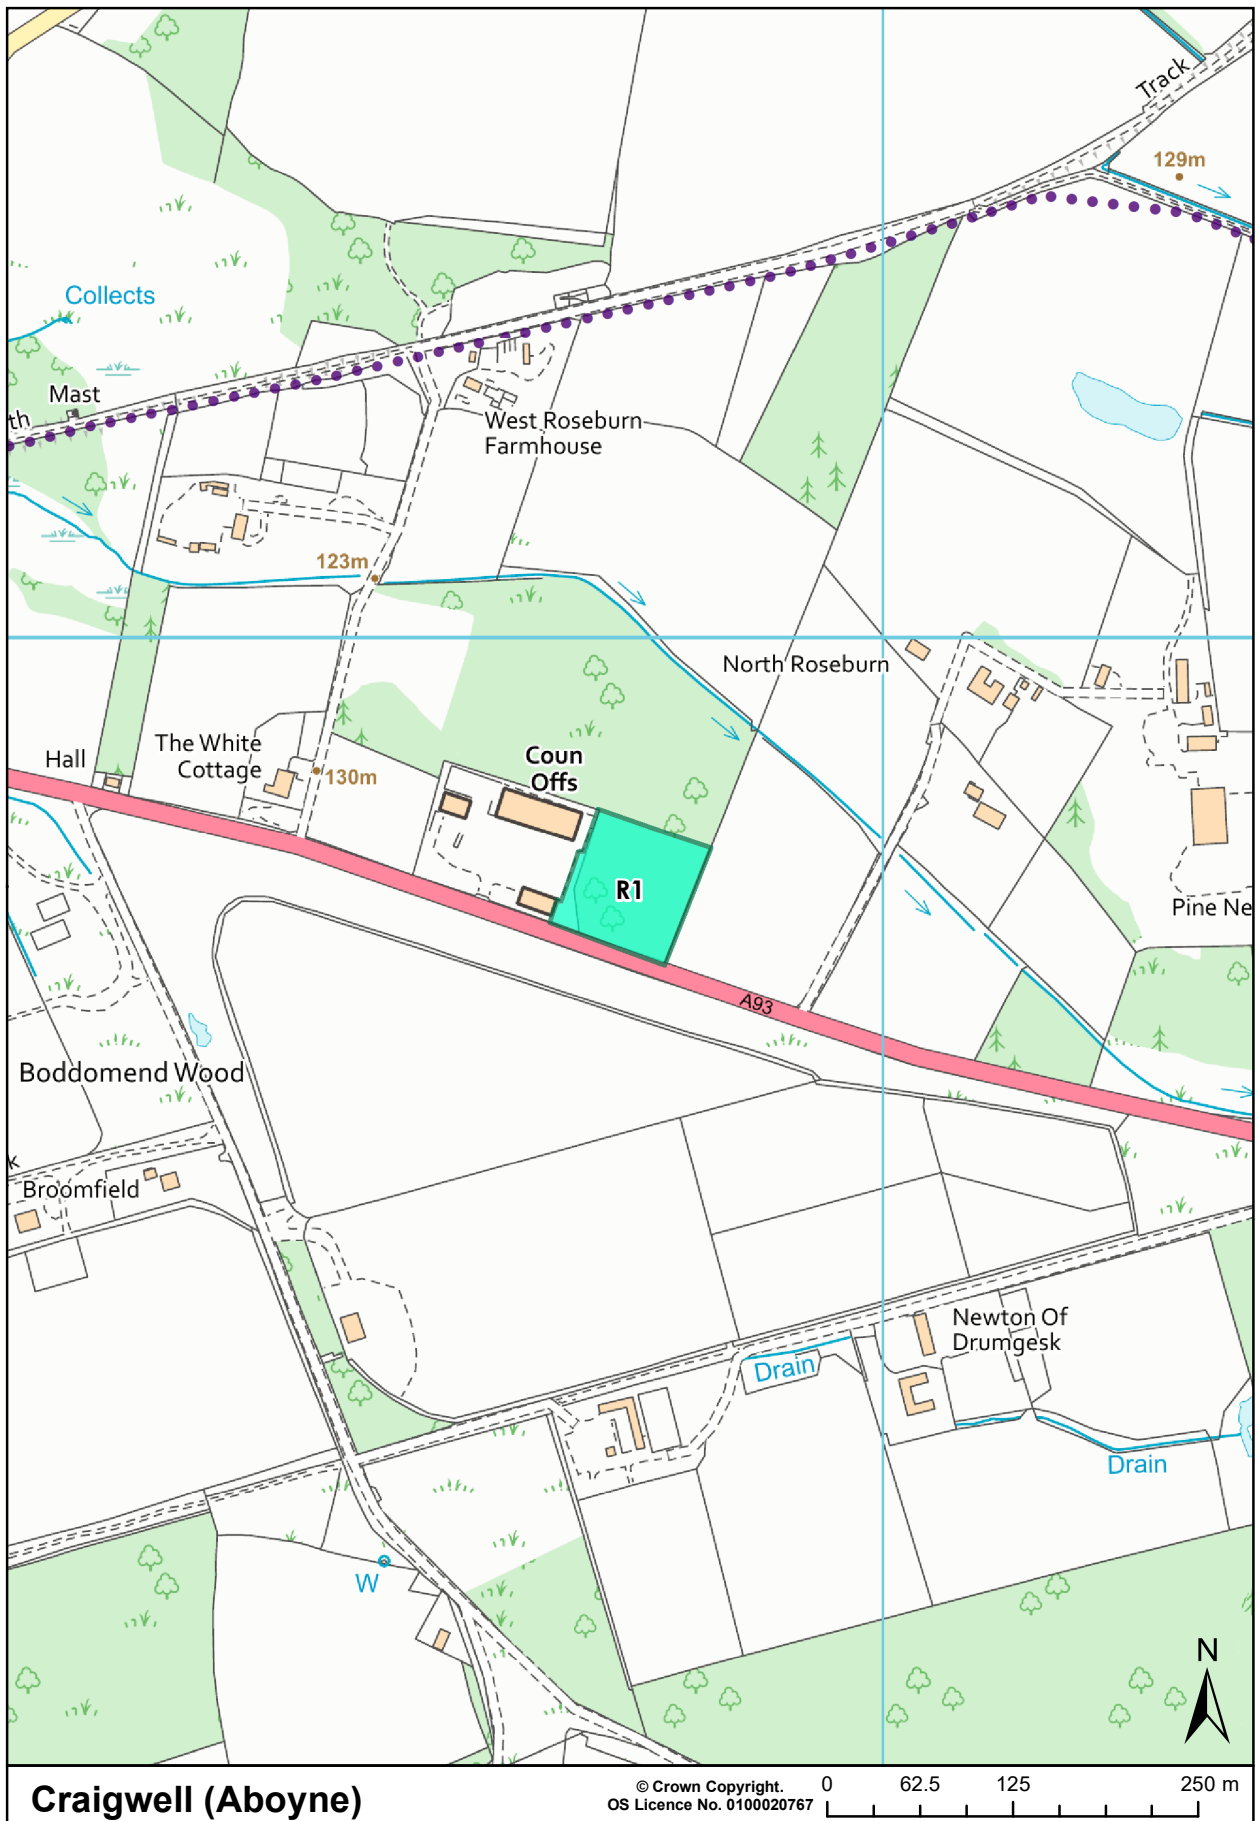 Track
129m
Collects
Mast
th
West Roseburn
Farmhouse
123m
North Roseburn
Hall
The White
Cottage
130m
Coun
Offs
R1
Pine Ne
A93
Boddomend Wood
k
Broomfield
Newton Of
Drumgesk
Drain
Drain
W
N
Craigwell (Aboyne)
© Crown Copyright.
OS Licence No. 0100020767
0 62.5 125 250 m